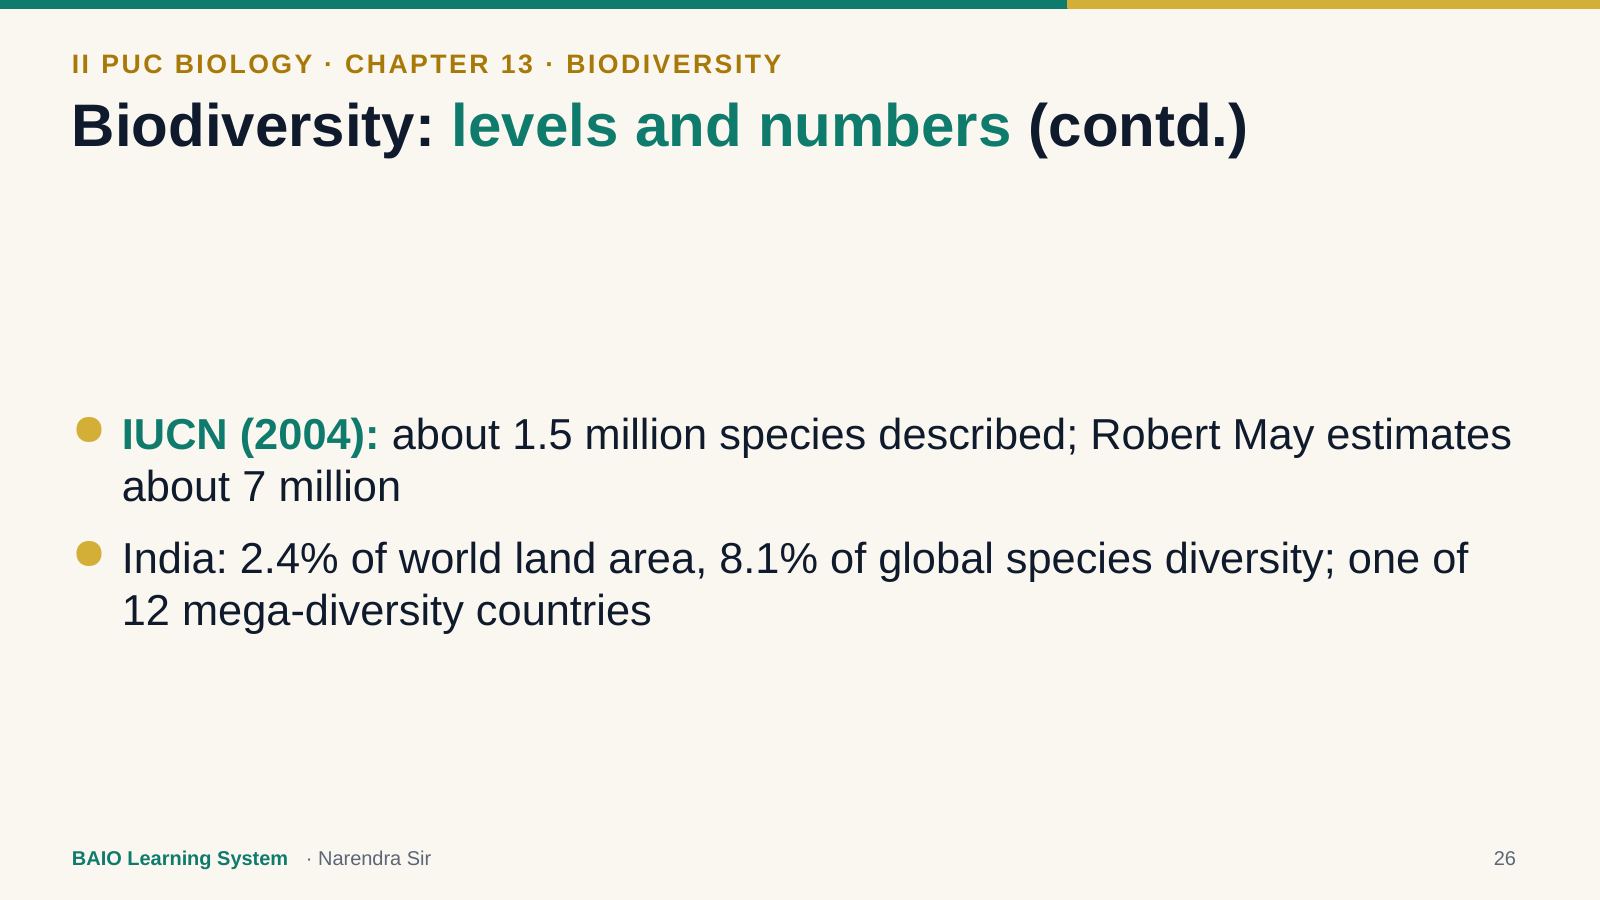 II PUC BIOLOGY · CHAPTER 13 · BIODIVERSITY
Biodiversity: levels and numbers (contd.)
IUCN (2004): about 1.5 million species described; Robert May estimates
about 7 million
India: 2.4% of world land area, 8.1% of global species diversity; one of
12 mega-diversity countries
BAIO Learning System · Narendra Sir
26